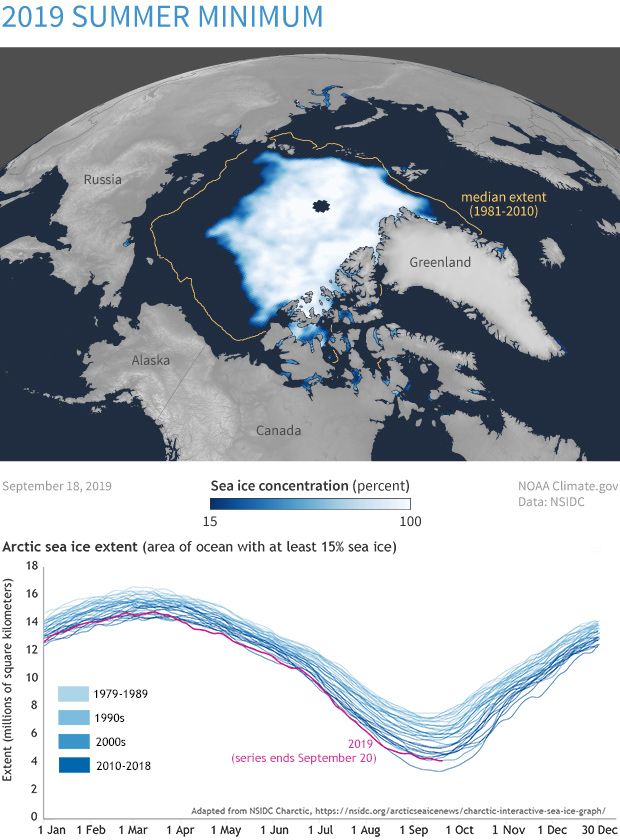 2019 SUMMER MINIMUM
Russia
median extent
(1981-2010)
Greenland
Alaska
Canada
September 18, 2019
Sea ice concentration (percent)
15
100
NOAA Climate.gov
Data: NSIDC
Arctic sea ice extent (area of ocean with at least 15% sea ice)
Extent (millions of square kilometers)
18
16
14
12
10
8
6
4
2
0
1979-1989
1990s
2000s
2010-2018
2019
(series ends September 20)
Adapted from NSIDC Charctic, https://nsidc.org/arcticseaicenews/charctic-interactive-sea-ice-graph/
1 Jan
1 Feb
1 Mar
1 Apr
1 May
1 Jun
1 Jul
1 Aug
1 Sep
1 Oct
1 Nov
1 Dec
30 Dec